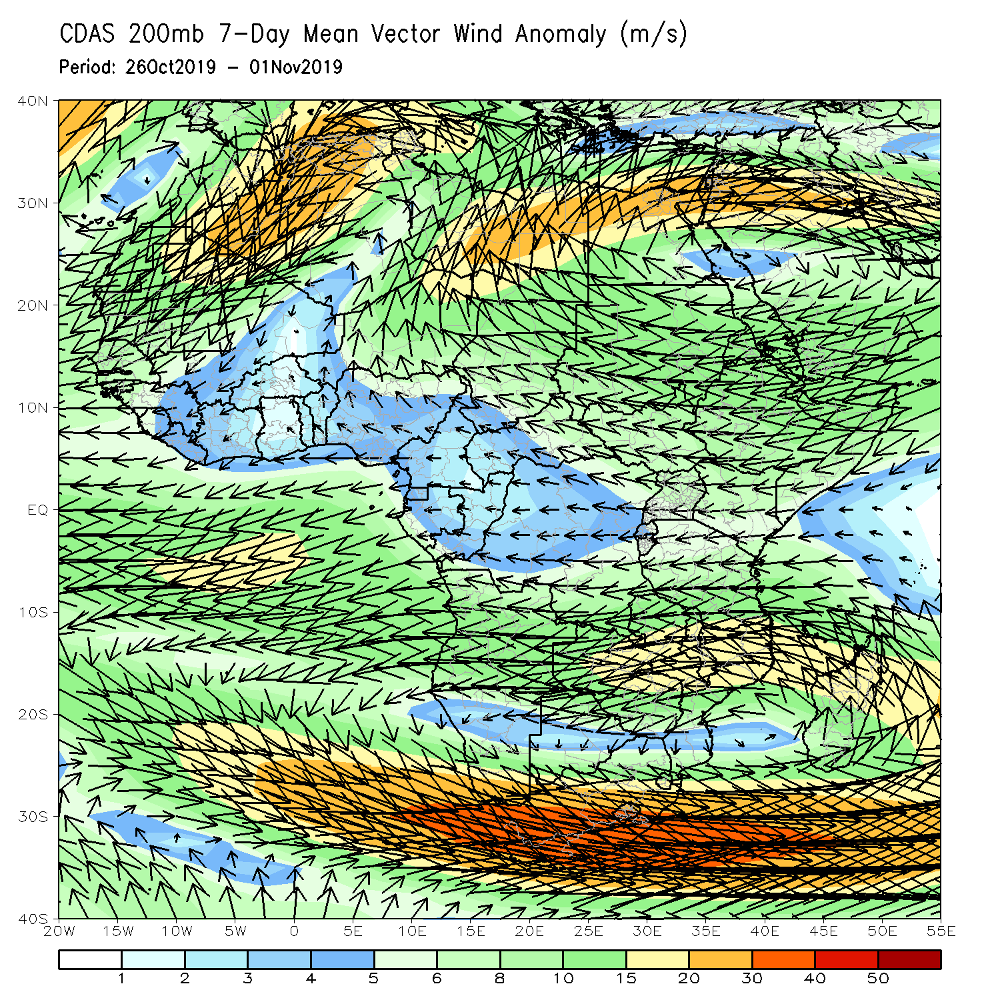 CDAS 200mb 7-Day Mean Vector Wind Anomaly (m/s)
Period: 26Oct2019 - 01Nov2019
40N
30N
20N
10N
EQ
10S
20S
30S
40S
20W 15W 10W 5W 0 5E 10E 15E 20E 25E 30E 35E 40E 45E 50E 55E
1 2 3 4 5 6 8 10 15 20 30 40 50